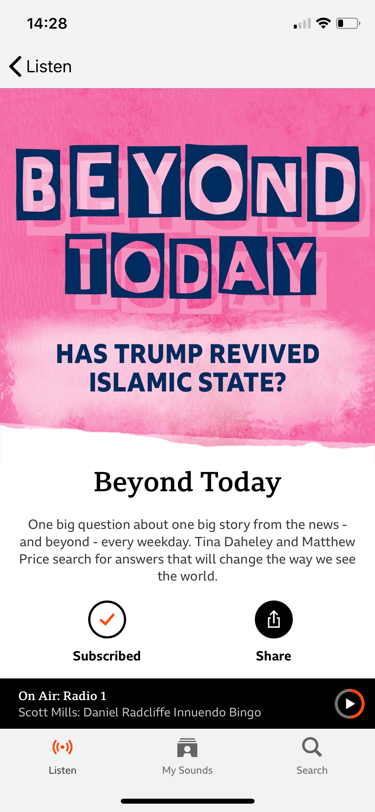 14:28
Listen
BEYOND
TODAY
HAS TRUMP REVIVED
ISLAMIC STATE?
Beyond Today
One big question about one big story from the news -
and beyond - every weekday. Tina Daheley and Matthew
Price search for answers that will change the way we see
the world.
Subscribed
Share
On Air: Radio 1
Scott Mills: Daniel Radcliffe Innuendo Bingo
Listen
My Sounds
Search